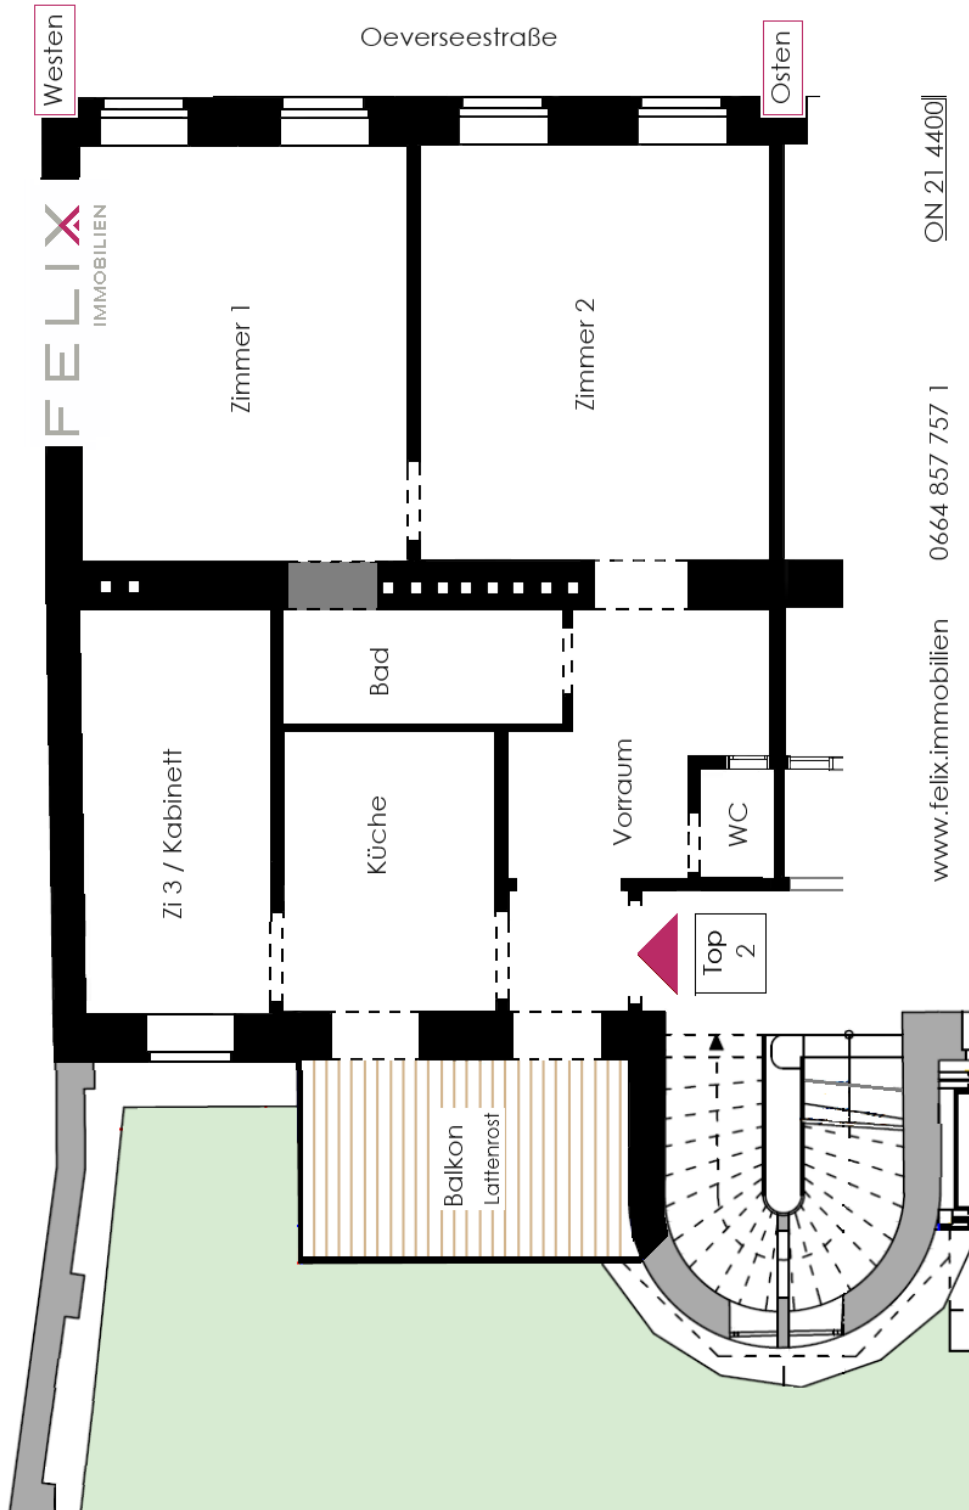 Westen
Oeverseestraße
Osten
FELIX
IMMOBILIEN
ON 21 4400
Zimmer 1
Zimmer 2
0664 857 757 1
Bad
Zi 3 / Kabinett
Küche
Vorraum
WC
www.felix.immobilien
Top
2
Balkon
Lattenrost